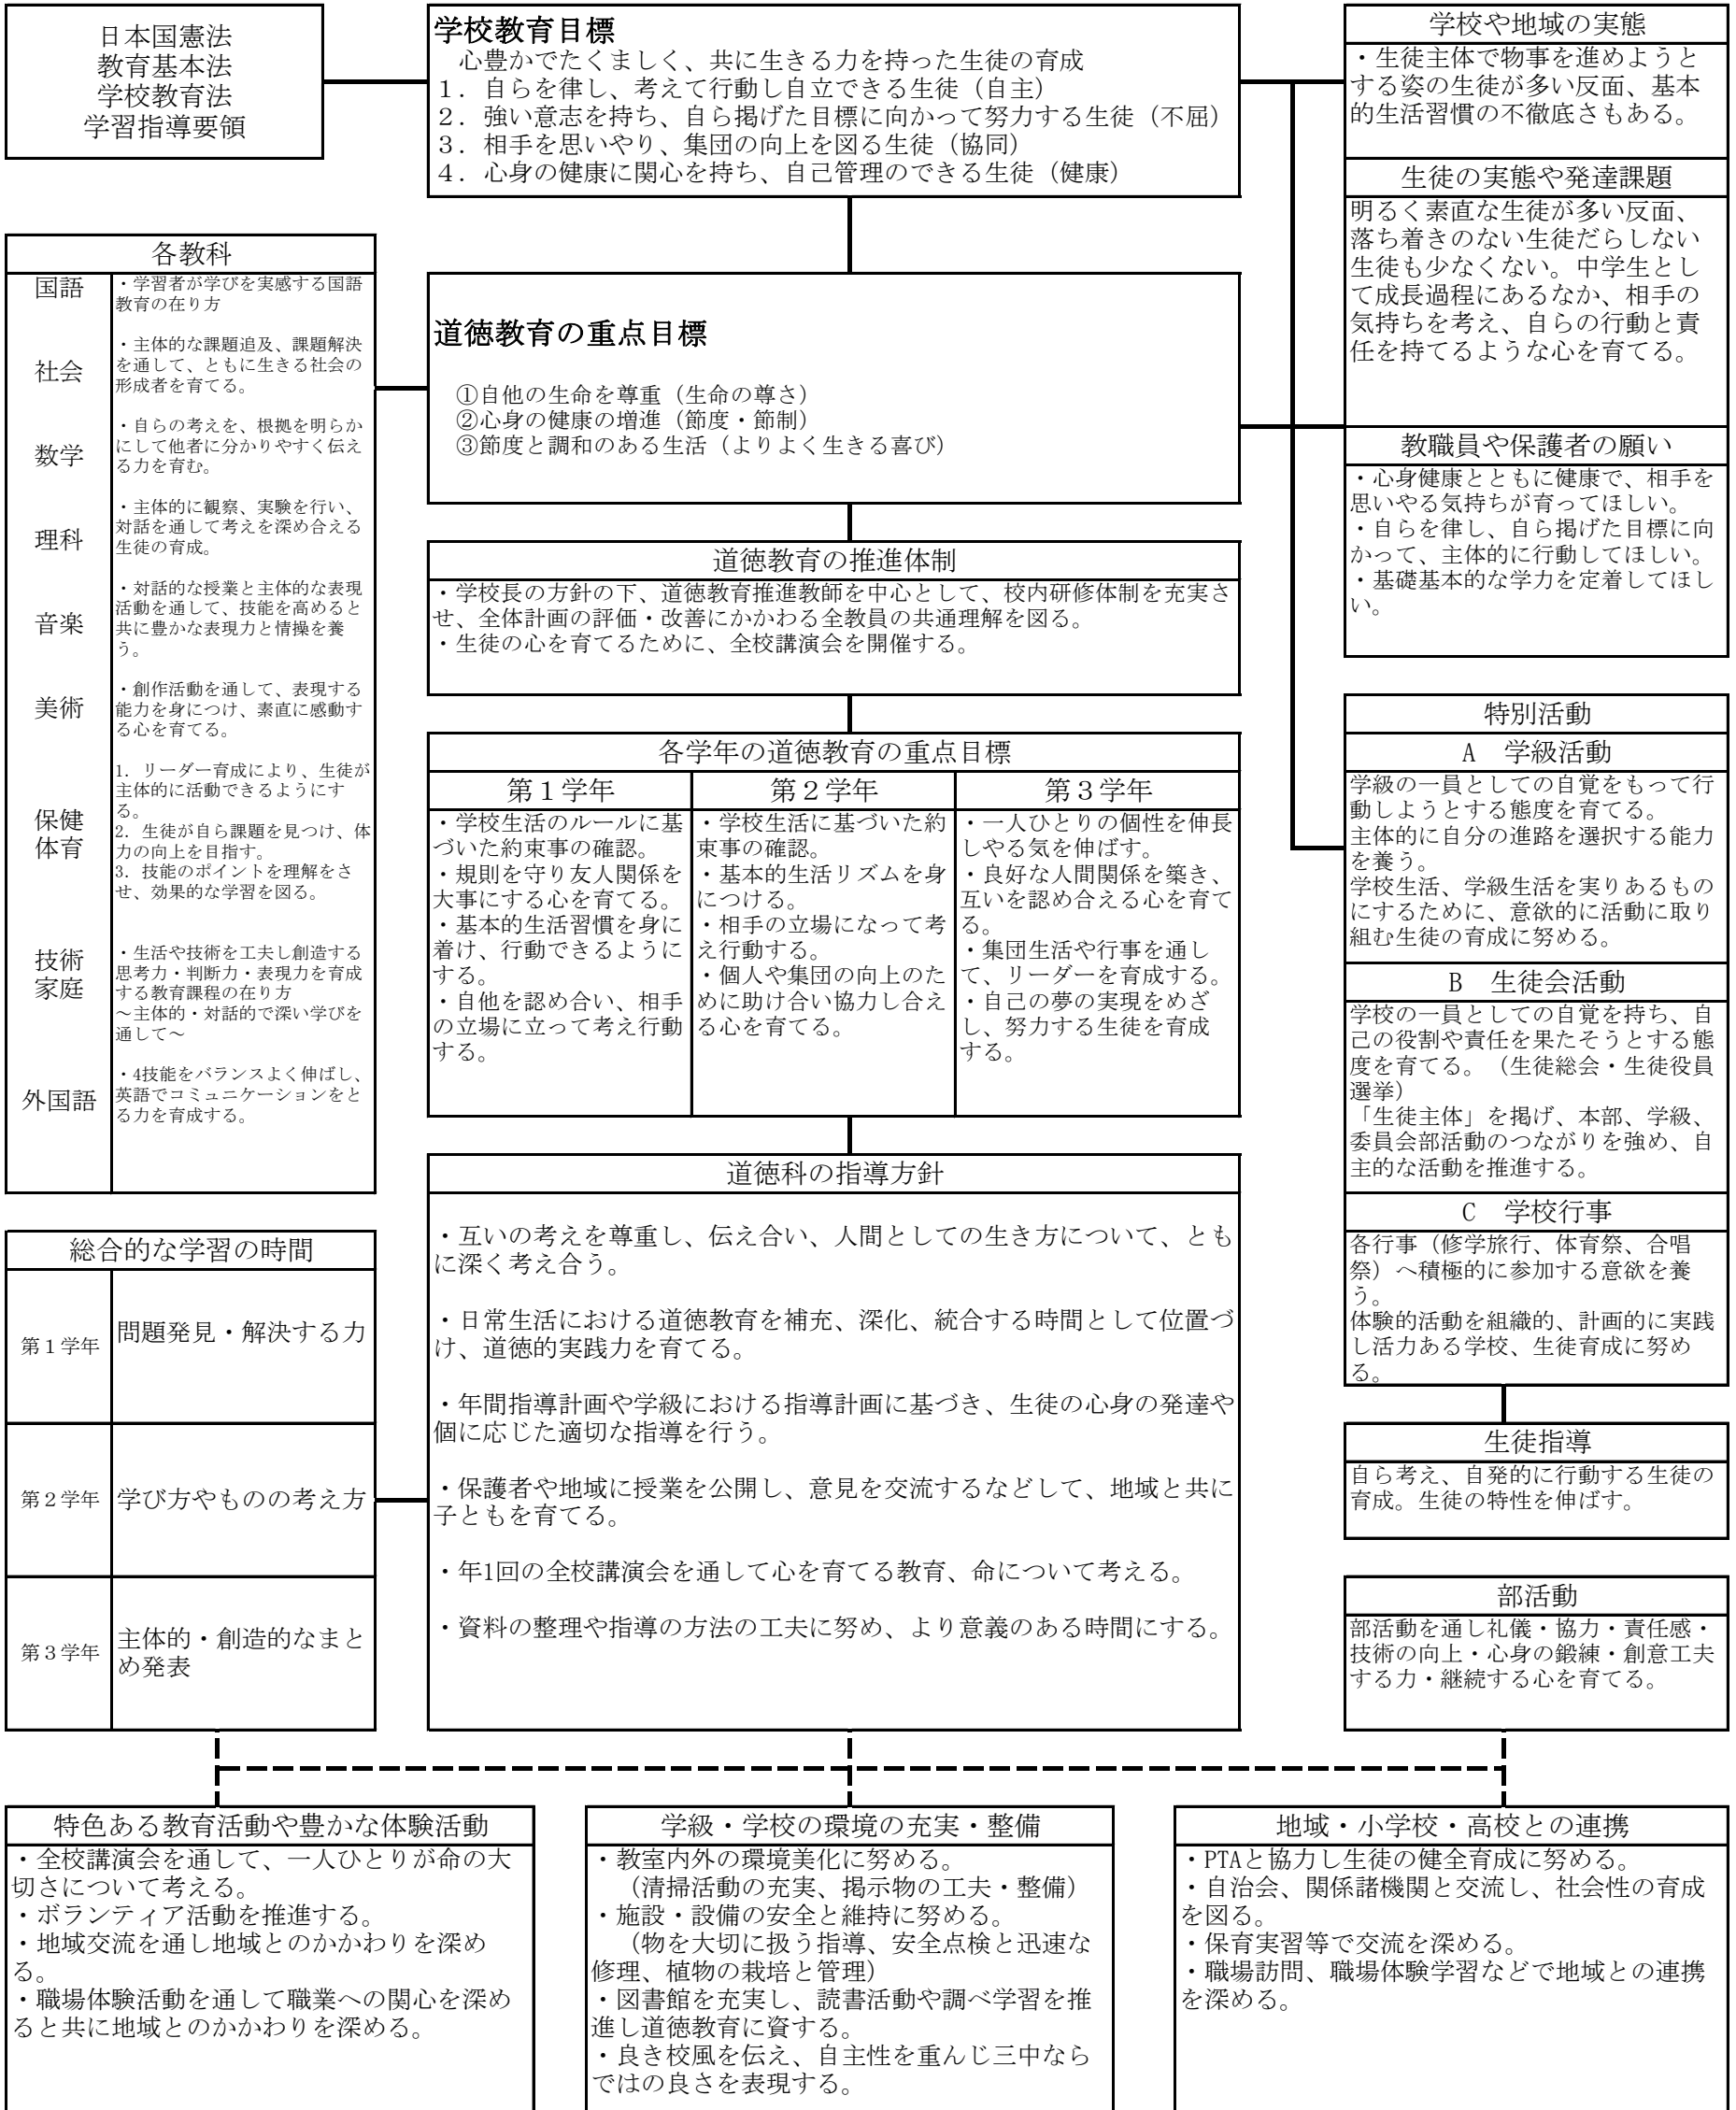 日本国憲法
教育基本法
学校教育法
学習指導要領
学校教育目標
心豊かでたくましく、共に生きる力を持った生徒の育成
１．自らを律し、考えて行動し自立できる生徒（自主）
２．強い意志を持ち、自ら掲げた目標に向かって努力する生徒（不屈）
３．相手を思いやり、集団の向上を図る生徒（協同）
４．心身の健康に関心を持ち、自己管理のできる生徒（健康）
学校や地域の実態
・生徒主体で物事を進めようと
する姿の生徒が多い反面、基本
的生活習慣の不徹底さもある。
生徒の実態や発達課題
明るく素直な生徒が多い反面、
落ち着きのない生徒だらしない
生徒も少なくない。中学生とし
て成長過程にあるなか、相手の
気持ちを考え、自らの行動と責
任を持てるような心を育てる。
教職員や保護者の願い
・心身健康とともに健康で、相手を
思いやる気持ちが育ってほしい。
・自らを律し、自ら掲げた目標に向
かって、主体的に行動してほしい。
・基礎基本的な学力を定着してほし
い。
各教科
国語
・学習者が学びを実感する国語
教育の在り方
社会
・主体的な課題追及、課題解決
を通して、ともに生きる社会の
形成者を育てる。
数学
・自らの考えを、根拠を明らか
にして他者に分かりやすく伝え
る力を育む。
理科
・主体的に観察、実験を行い、
対話を通して考えを深め合える
生徒の育成。
音楽
・対話的な授業と主体的な表現
活動を通して、技能を高めると
共に豊かな表現力と情操を養
う。
美術
・創作活動を通して、表現する
能力を身につけ、素直に感動す
る心を育てる。
保健
体育
1. リーダー育成により、生徒が
主体的に活動できるようにす
る。
2. 生徒が自ら課題を見つけ、体
力の向上を目指す。
3. 技能のポイントを理解をさ
せ、効果的な学習を図る。
技術
家庭
・生活や技術を工夫し創造する
思考力・判断力・表現力を育成
する教育課程の在り方
～主体的・対話的で深い学びを
通して～
外国語
・4技能をバランスよく伸ばし、
英語でコミュニケーションをと
る力を育成する。
道徳教育の重点目標
①自他の生命を尊重（生命の尊さ）
②心身の健康の増進（節度・節制）
③節度と調和のある生活（よりよく生きる喜び）
道徳教育の推進体制
・学校長の方針の下、道徳教育推進教師を中心として、校内研修体制を充実さ
せ、全体計画の評価・改善にかかわる全教員の共通理解を図る。
・生徒の心を育てるために、全校講演会を開催する。
各学年の道徳教育の重点目標
第１学年
・学校生活のルールに基
づいた約束事の確認。
・規則を守り友人関係を
大事にする心を育てる。
・基本的生活習慣を身に
着け、行動できるように
する。
・自他を認め合い、相手
の立場に立って考え行動
する。
第２学年
・学校生活に基づいた約
束事の確認。
・基本的生活リズムを身
につける。
・相手の立場になって考
え行動する。
・個人や集団の向上のた
めに助け合い協力し合え
る心を育てる。
第３学年
・一人ひとりの個性を伸長
しやる気を伸ばす。
・良好な人間関係を築き、
互いを認め合える心を育て
る。
・集団生活や行事を通し
て、リーダーを育成する。
・自己の夢の実現をめざ
し、努力する生徒を育成
する。
道徳科の指導方針
・互いの考えを尊重し、伝え合い、人間としての生き方について、とも
に深く考え合う。
・日常生活における道徳教育を補充、深化、統合する時間として位置づ
け、道徳的実践力を育てる。
・年間指導計画や学級における指導計画に基づき、生徒の心身の発達や
個に応じた適切な指導を行う。
・保護者や地域に授業を公開し、意見を交流するなどして、地域と共に
子ともを育てる。
・年1回の全校講演会を通して心を育てる教育、命について考える。
・資料の整理や指導の方法の工夫に努め、より意義のある時間にする。
特別活動
A　学級活動
学級の一員としての自覚をもって行
動しようとする態度を育てる。
主体的に自分の進路を選択する能力
を養う。
学校生活、学級生活を実りあるもの
にするために、意欲的に活動に取り
組む生徒の育成に努める。
B　生徒会活動
学校の一員としての自覚を持ち、自
己の役割や責任を果たそうとする態
度を育てる。（生徒総会・生徒役員
選挙）
「生徒主体」を掲げ、本部、学級、
委員会部活動のつながりを強め、自
主的な活動を推進する。
C　学校行事
各行事（修学旅行、体育祭、合唱
祭）へ積極的に参加する意欲を養
う。
体験的活動を組織的、計画的に実践
し活力ある学校、生徒育成に努め
る。
生徒指導
自ら考え、自発的に行動する生徒の
育成。生徒の特性を伸ばす。
部活動
部活動を通し礼儀・協力・責任感・
技術の向上・心身の鍛練・創意工夫
する力・継続する心を育てる。
総合的な学習の時間
第１学年
問題発見・解決する力
第２学年
学び方やものの考え方
第３学年
主体的・創造的なまと
め発表
特色ある教育活動や豊かな体験活動
・全校講演会を通して、一人ひとりが命の大
切さについて考える。
・ボランティア活動を推進する。
・地域交流を通し地域とのかかわりを深め
る。
・職場体験活動を通して職業への関心を深め
ると共に地域とのかかわりを深める。
学級・学校の環境の充実・整備
・教室内外の環境美化に努める。
（清掃活動の充実、掲示物の工夫・整備）
・施設・設備の安全と維持に努める。
（物を大切に扱う指導、安全点検と迅速な
修理、植物の栽培と管理）
・図書館を充実し、読書活動や調べ学習を推
進し道徳教育に資する。
・良き校風を伝え、自主性を重んじ三中なら
ではの良さを表現する。
地域・小学校・高校との連携
・PTAと協力し生徒の健全育成に努める。
・自治会、関係諸機関と交流し、社会性の育成
を図る。
・保育実習等で交流を深める。
・職場訪問、職場体験学習などで地域との連携
を深める。